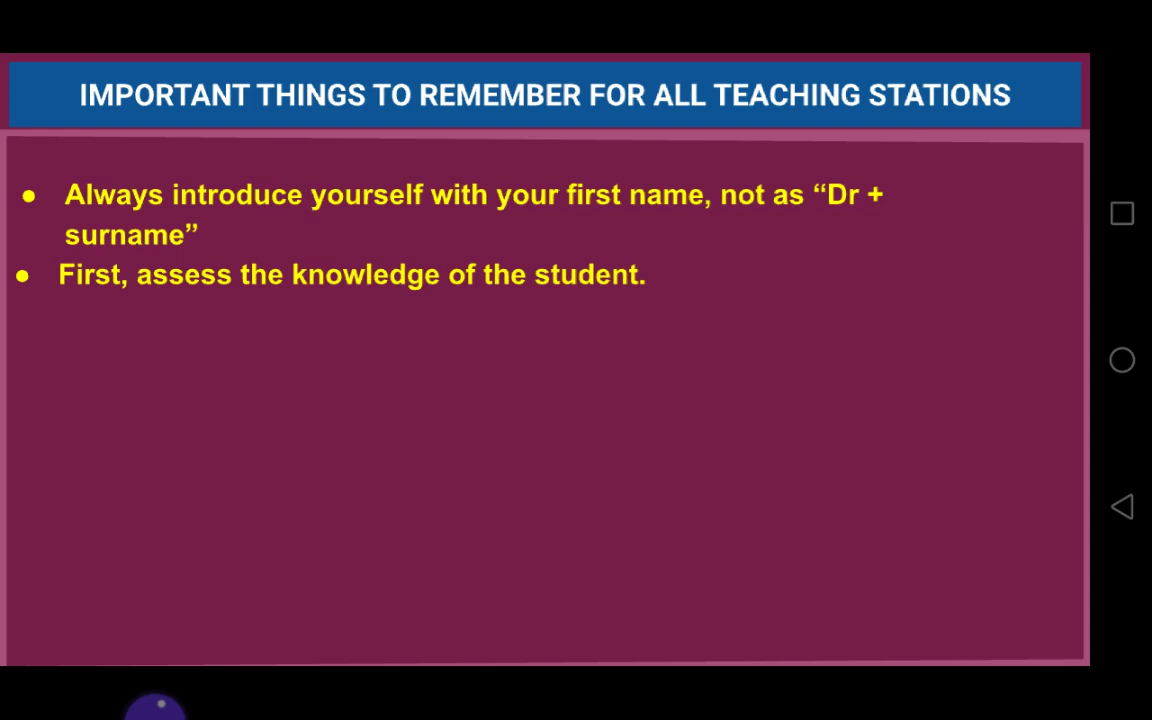 IMPORTANT THINGS TO REMEMBER FOR ALL TEACHING STATIONS
● Always introduce yourself with your first name, not as “Dr +
surname”
● First, assess the knowledge of the student.